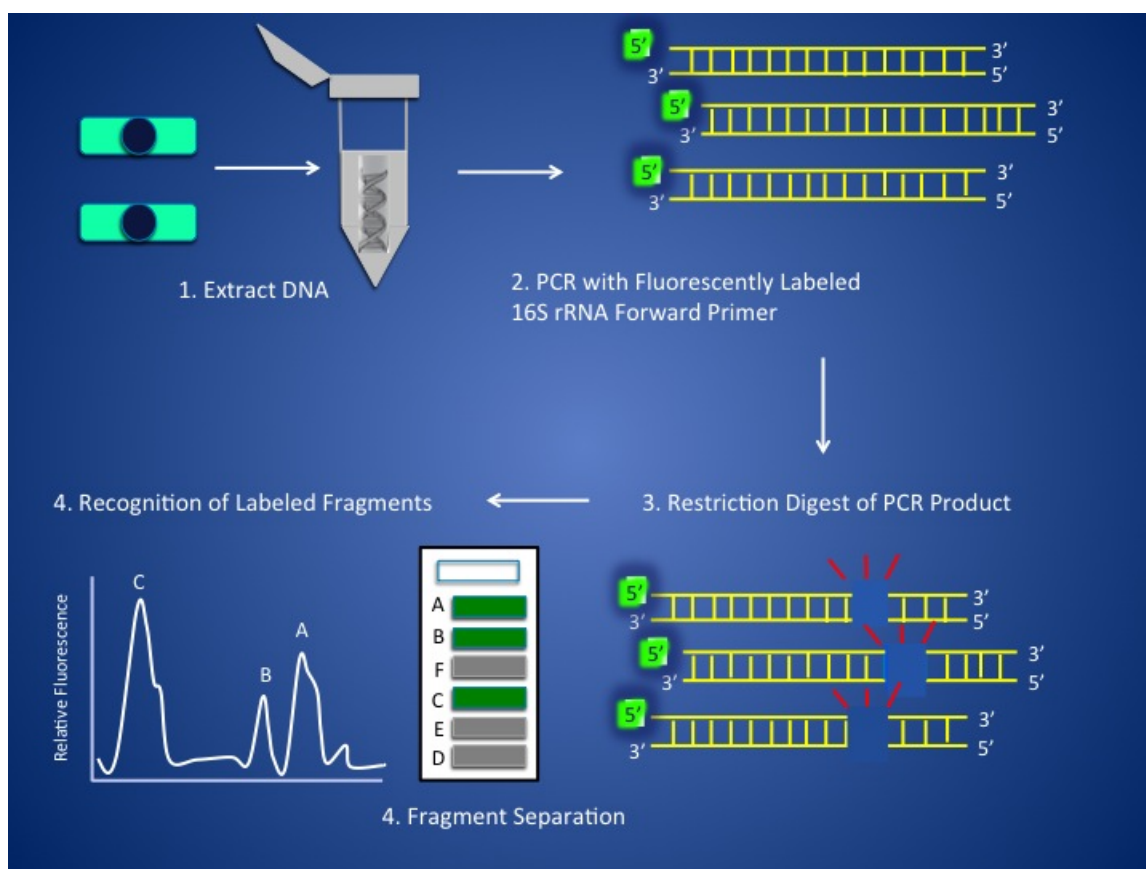 5’ 3’
3’ 5’
5’ 3’
3’ 5’
5’ 3’
3’ 5’
1. Extract DNA
2. PCR with Fluorescently Labeled
16S rRNA Forward Primer
4. Recognition of Labeled Fragments
3. Restriction Digest of PCR Product
Relative Fluorescence
C
B
A
A
B
F
C
E
D
5’ 3’
3’ 5’
5’ 3’
3’ 5’
5’ 3’
3’ 5’
4. Fragment Separation